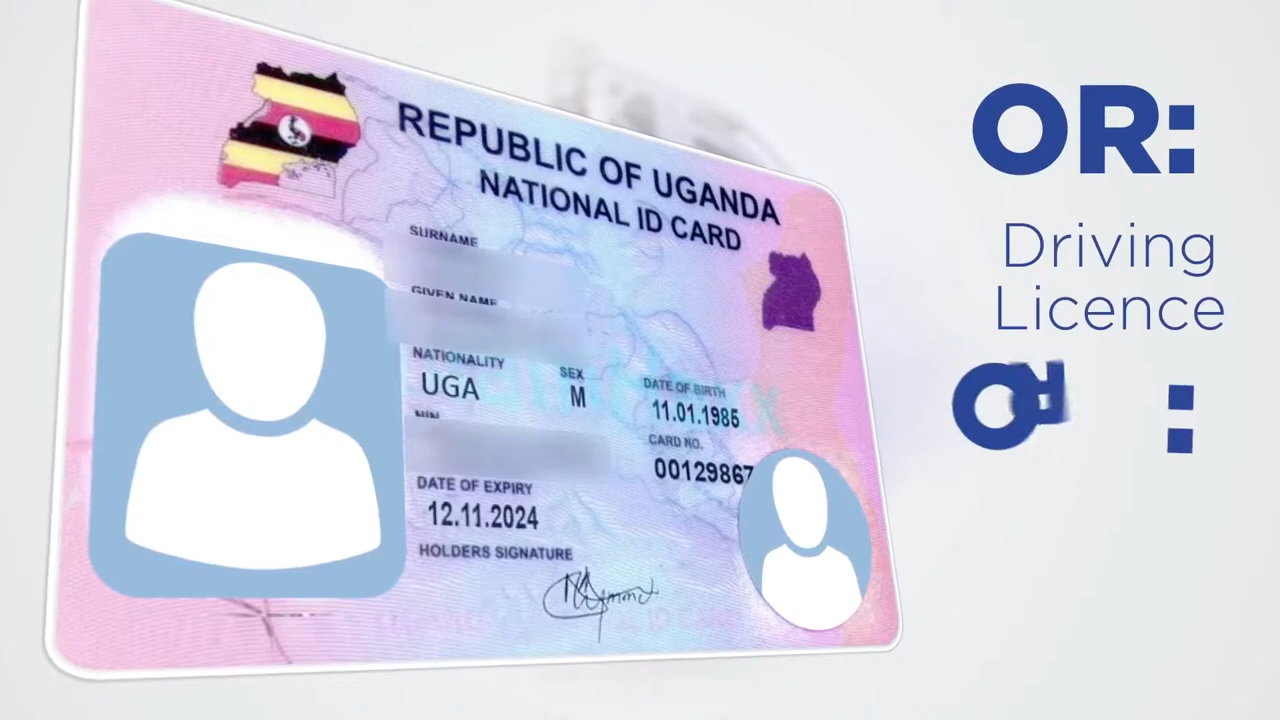 REPUBLIC OF UGANDA
NATIONAL ID CARD
SURNAME
GIVEN NAME
NATIONALITY
UGA
SEX
M
DATE OF BIRTH
11.01.1985
NIN
CARD NO.
00129867
DATE OF EXPIRY
12.11.2024
HOLDERS SIGNATURE
OR:
Driving
Licence